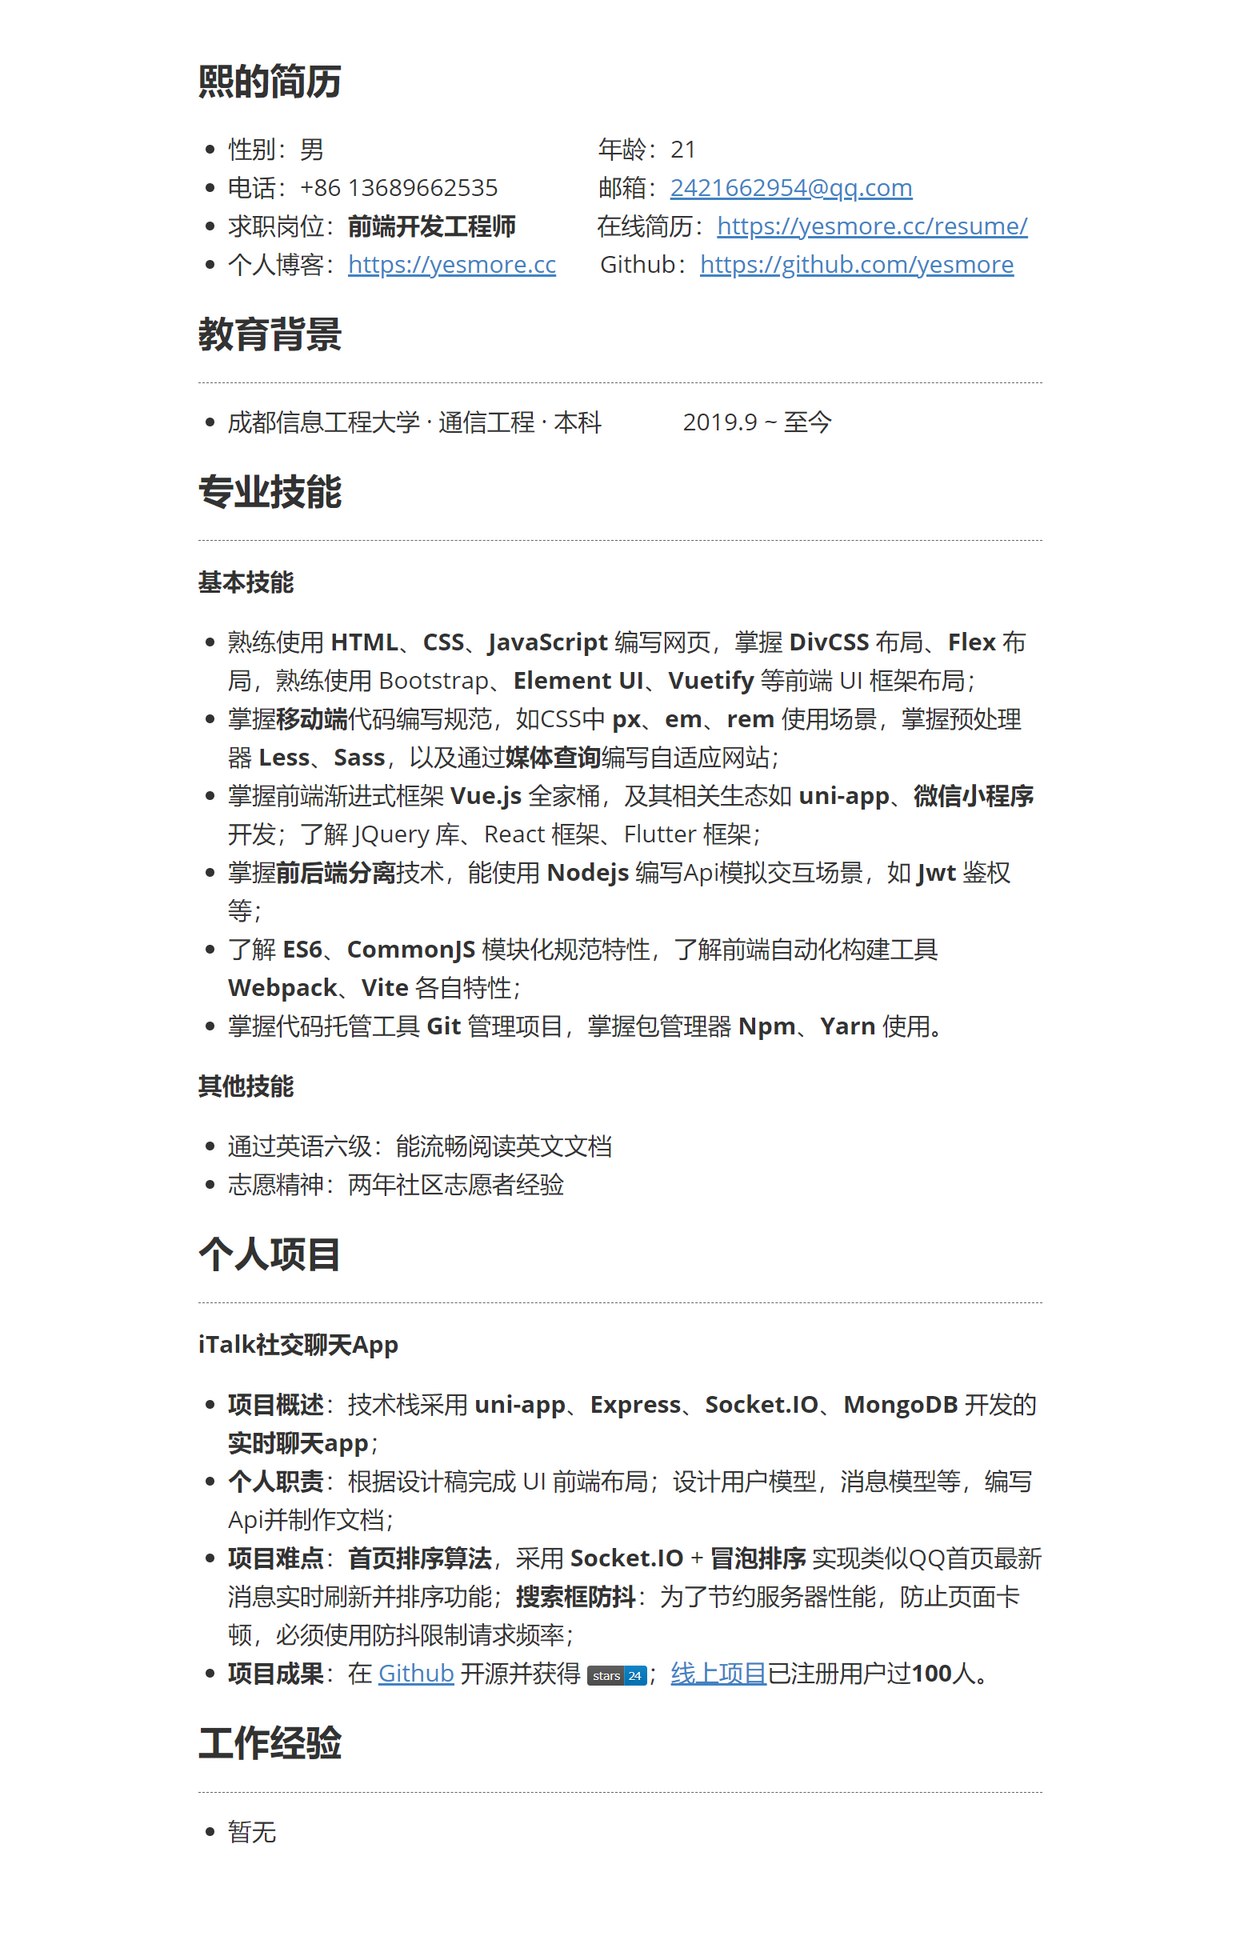 熙的简历
性别：男 年龄：21
电话：+86 13689662535 邮箱：2421662954@qq.com
求职岗位：前端开发工程师 在线简历：https://yesmore.cc/resume/
个人博客：https://yesmore.cc Github：https://github.com/yesmore
教育背景
成都信息工程大学 · 通信工程 · 本科 2019.9 ~ 至今
专业技能
基本技能
熟练使用 HTML、CSS、JavaScript 编写网页，掌握 DivCSS 布局、Flex 布
局，熟练使用 Bootstrap、Element UI、Vuetify 等前端 UI 框架布局；
掌握移动端代码编写规范，如CSS中 px、em、rem 使用场景，掌握预处理
器 Less、Sass，以及通过媒体查询编写自适应网站；
掌握前端渐进式框架 Vue.js 全家桶，及其相关生态如 uni-app、微信小程序
开发；了解 JQuery 库、React 框架、Flutter 框架；
掌握前后端分离技术，能使用 Nodejs 编写Api模拟交互场景，如 Jwt 鉴权
等；
了解 ES6、CommonJS 模块化规范特性，了解前端自动化构建工具
Webpack、Vite 各自特性；
掌握代码托管工具 Git 管理项目，掌握包管理器 Npm、Yarn 使用。
其他技能
通过英语六级：能流畅阅读英文文档
志愿精神：两年社区志愿者经验
个人项目
iTalk社交聊天App
项目概述：技术栈采用 uni-app、Express、Socket.IO、MongoDB 开发的
实时聊天app；
个人职责：根据设计稿完成 UI 前端布局；设计用户模型，消息模型等，编写
Api并制作文档；
项目难点：首页排序算法，采用 Socket.IO + 冒泡排序 实现类似QQ首页最新
消息实时刷新并排序功能；搜索框防抖：为了节约服务器性能，防止页面卡
顿，必须使用防抖限制请求频率；
项目成果：在 Github 开源并获得 stars 24；线上项目已注册用户过100人。
工作经验
暂无